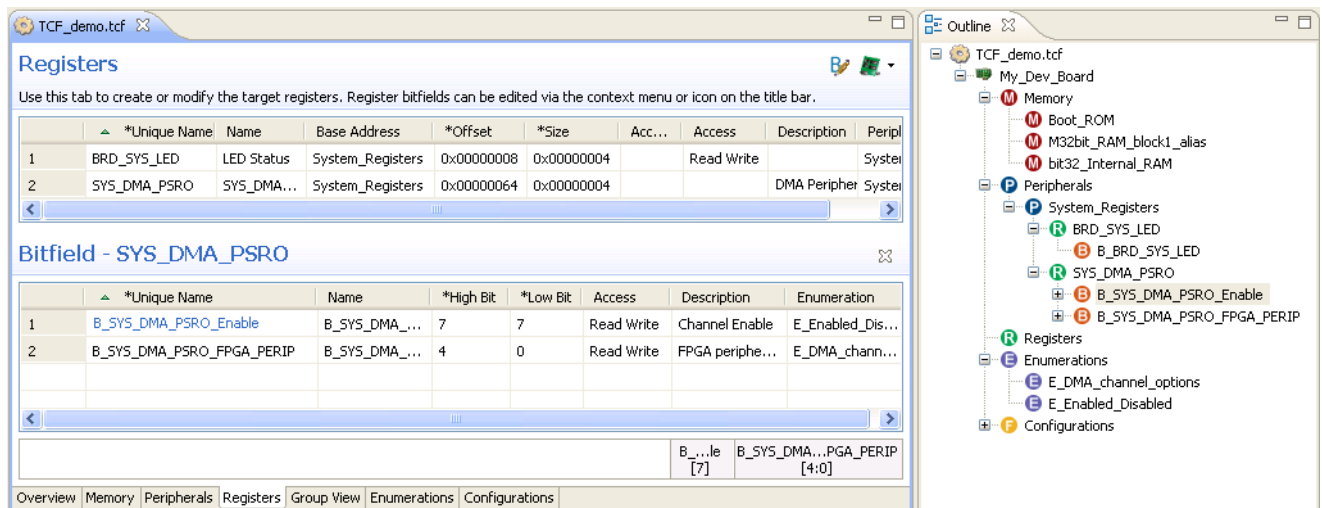 TCF_demo.tcf
Registers
Use this tab to create or modify the target registers. Register bitfields can be edited via the context menu or icon on the title bar.
*Unique Name Name Base Address *Offset *Size Acc... Access Description Peripl
1 BRD_SYS_LED LED Status System_Registers 0x00000008 0x00000004 Read Write System
2 SYS_DMA_PSRO SYS_DMA... System_Registers 0x00000064 0x00000004 DMA Peripher System
Bitfield - SYS_DMA_PSRO
*Unique Name Name *High Bit *Low Bit Access Description Enumeration
1 B_SYS_DMA_PSRO_Enable B_SYS_DMA_... 7 7 Read Write Channel Enable E_Enabled_Dis...
2 B_SYS_DMA_PSRO_FPGA_PERIP B_SYS_DMA_... 4 0 Read Write FPGA periphe... E_DMA_chann...
B_...le B_SYS_DMA...PGA_PERIP
[7] [4:0]
Overview Memory Peripherals Registers Group View Enumerations Configurations
Outline
TCF_demo.tcf
My_Dev_Board
M Memory
M Boot_ROM
M M32bit_RAM_block1_alias
M bit32_Internal_RAM
P Peripherals
P System_Registers
R BRD_SYS_LED
B B_BRD_SYS_LED
R SYS_DMA_PSRO
B B_SYS_DMA_PSRO_Enable
B B_SYS_DMA_PSRO_FPGA_PERIP
R Registers
E Enumerations
E E_DMA_channel_options
E E_Enabled_Disabled
F Configurations